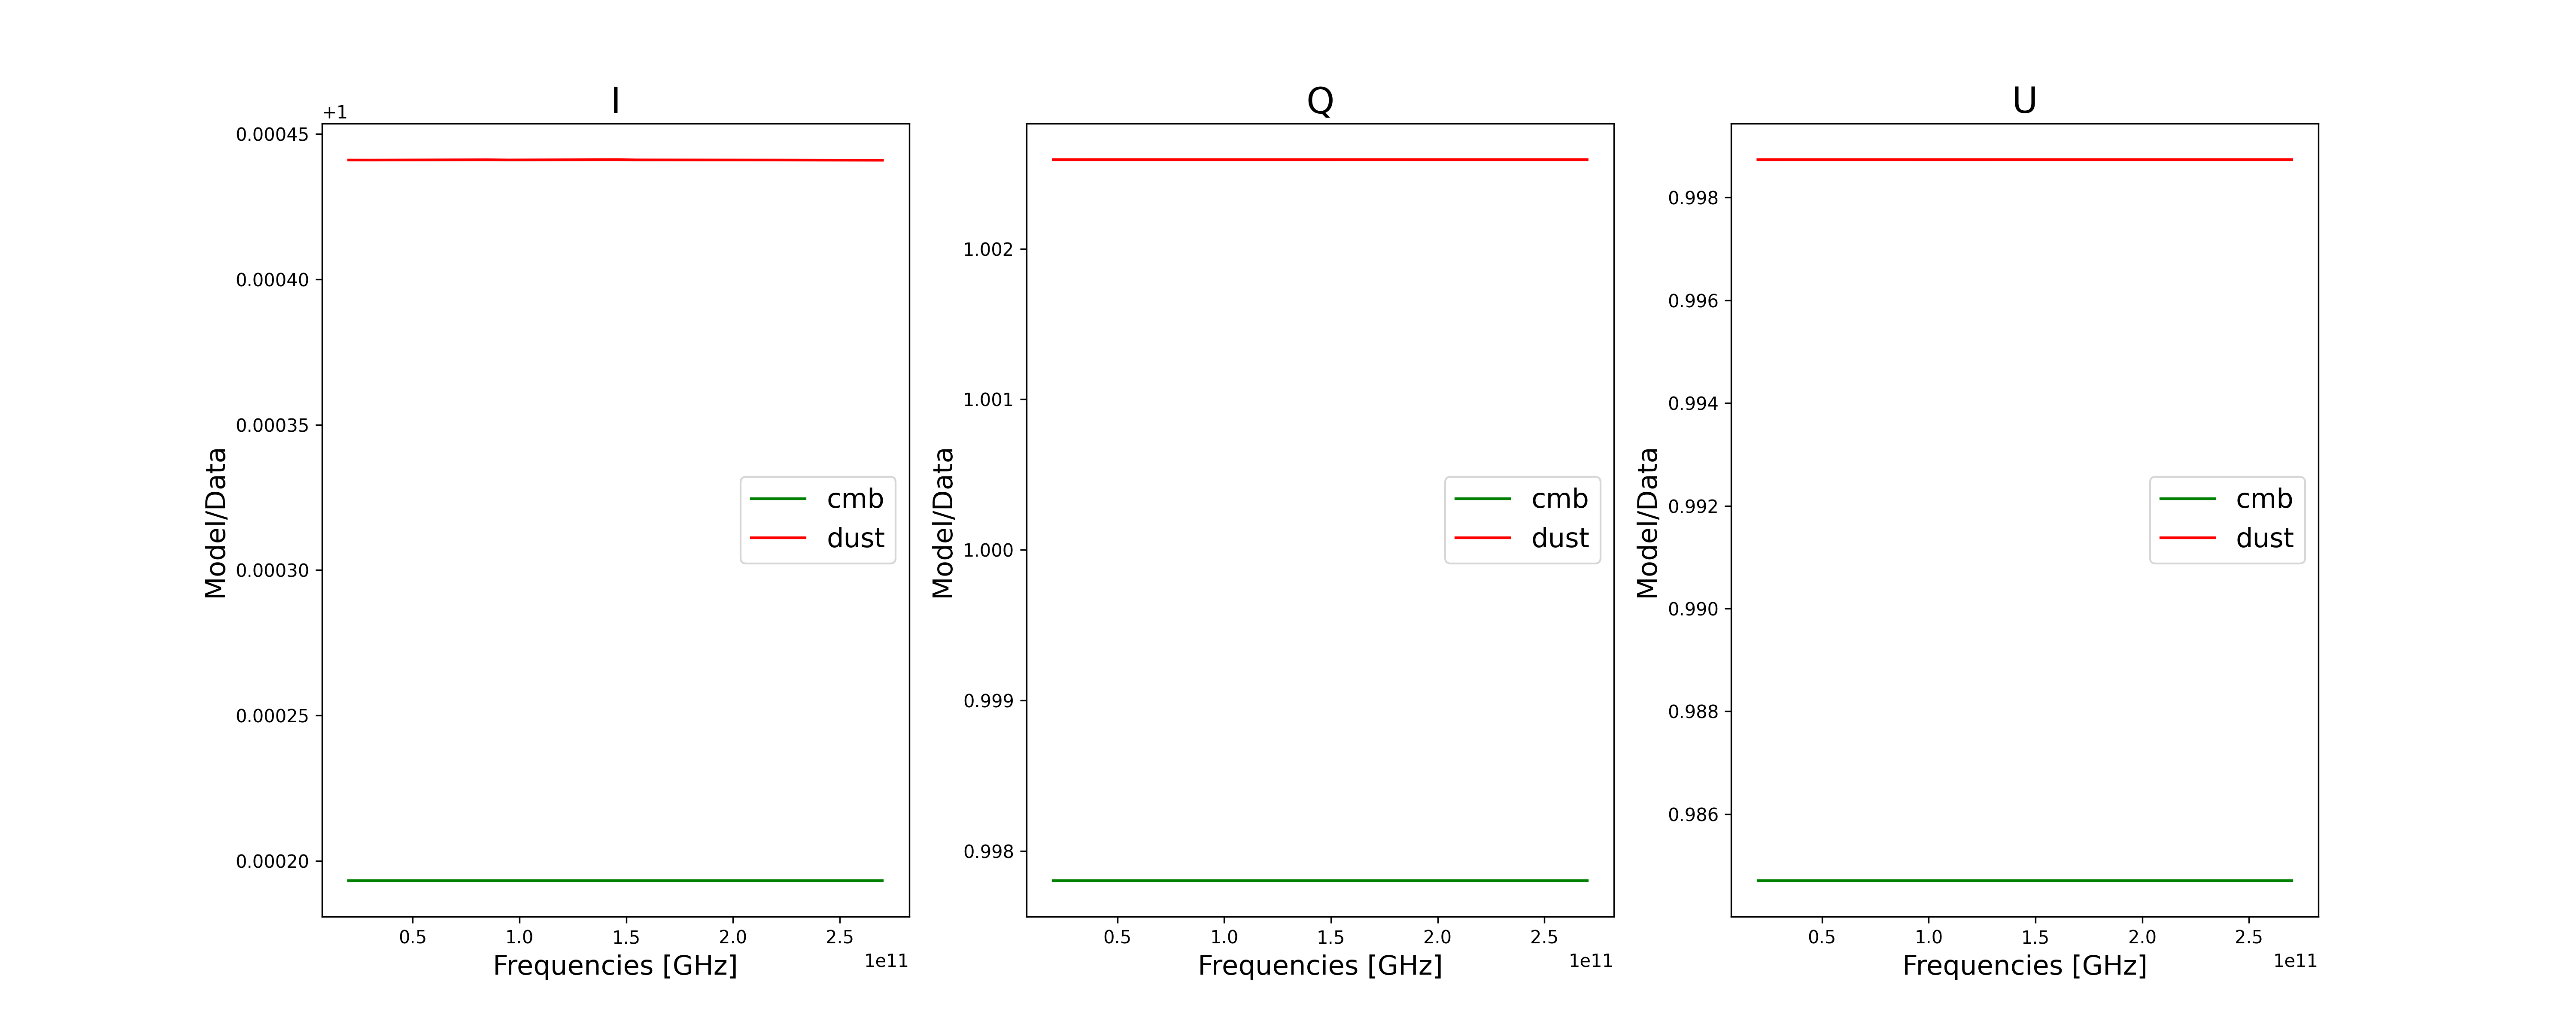 I
+1
0.00045
0.00040
0.00035
0.00030
0.00025
0.00020
Model/Data
cmb
dust
0.5 1.0 1.5 2.0 2.5
1e11
Frequencies [GHz]
Q
1.002
1.001
1.000
0.999
0.998
Model/Data
cmb
dust
0.5 1.0 1.5 2.0 2.5
1e11
Frequencies [GHz]
U
0.998
0.996
0.994
0.992
0.990
0.988
0.986
Model/Data
cmb
dust
0.5 1.0 1.5 2.0 2.5
1e11
Frequencies [GHz]